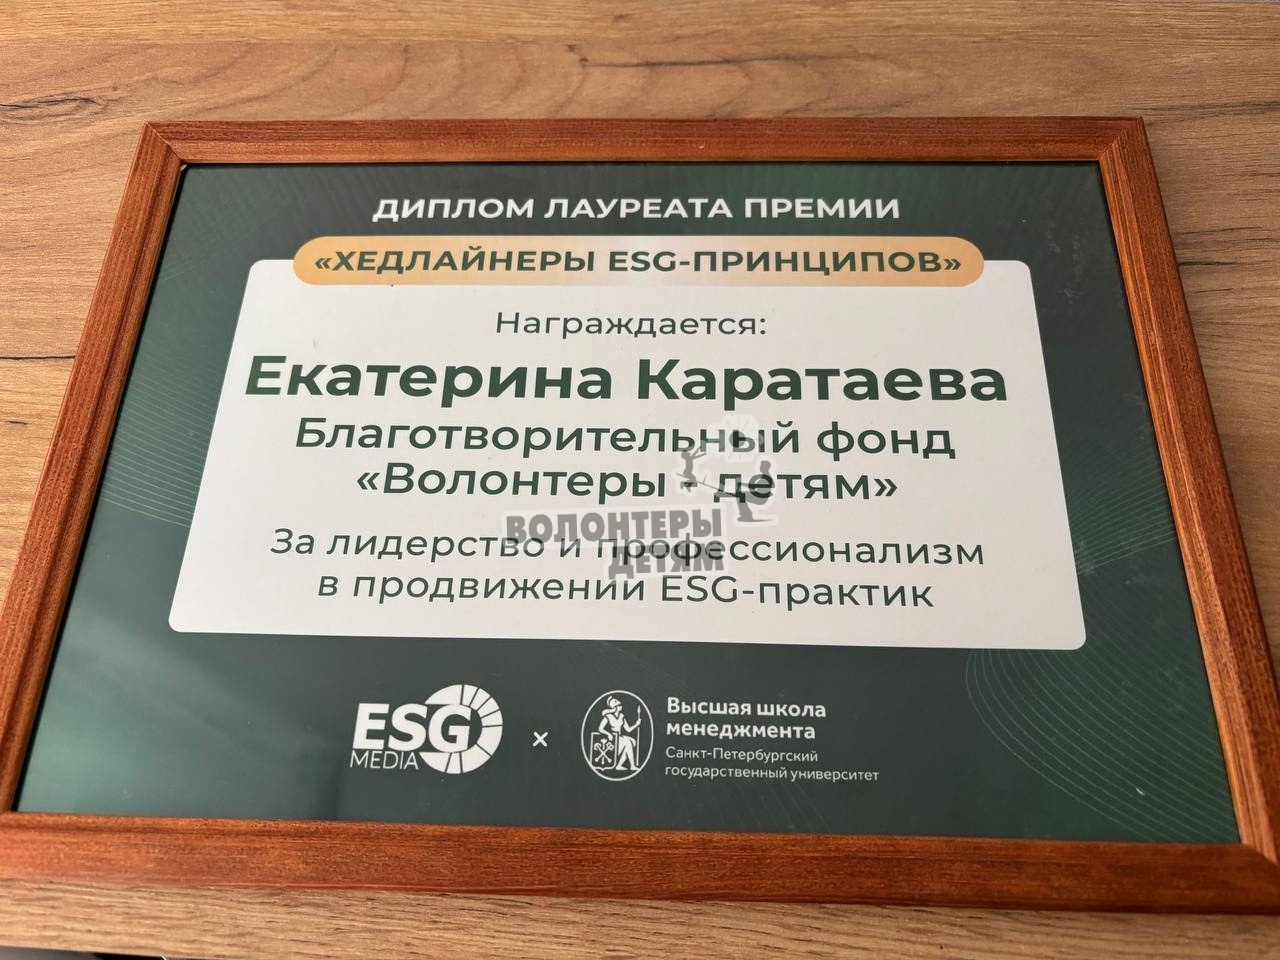 ДИПЛОМ ЛАУРЕАТА ПРЕМИИ
«ХЕДЛАЙНЕРЫ ESG-ПРИНЦИПОВ»
Награждается:
Екатерина Каратаева
Благотворительный фонд
«Волонтеры - детям»
ВОЛОНТЕРЫ
ДЕТЯМ
За лидерство и профессионализм
в продвижении ESG-практик
ESG
MEDIA
×
Высшая школа
менеджмента
Санкт-Петербургский
государственный университет